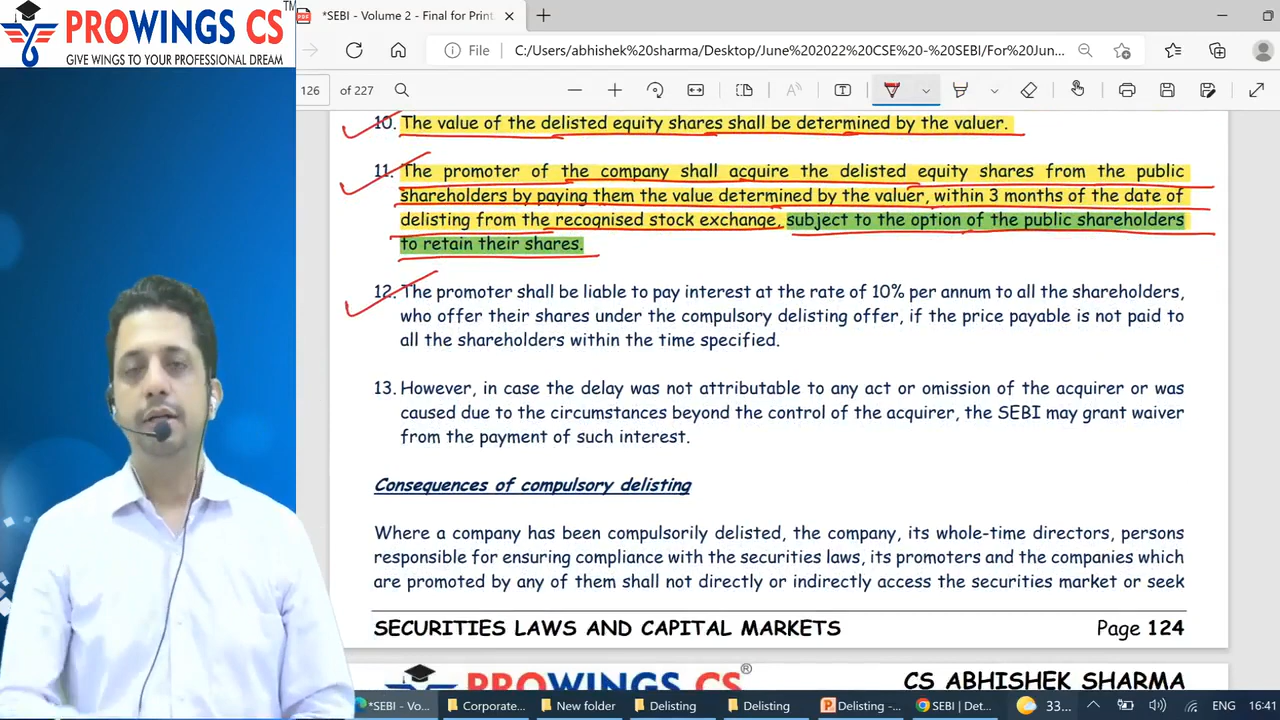 PROWINGS CS
TM
GIVE WINGS TO YOUR PROFESSIONAL DREAM
*SEBI - Volume 2 - Final for Print.
File
C:/Users/abhishek%20sharma/Desktop/June%202022%20CSE%20-%20SEBI/For%20Jun...
126 of 227
10. The value of the delisted equity shares shall be determined by the valuer.
11. The promoter of the company shall acquire the delisted equity shares from the public
shareholders by paying them the value determined by the valuer, within 3 months of the date of
delisting from the recognised stock exchange, subject to the option of the public shareholders
to retain their shares.
12. The promoter shall be liable to pay interest at the rate of 10% per annum to all the shareholders,
who offer their shares under the compulsory delisting offer, if the price payable is not paid to
all the shareholders within the time specified.
13. However, in case the delay was not attributable to any act or omission of the acquirer or was
caused due to the circumstances beyond the control of the acquirer, the SEBI may grant waiver
from the payment of such interest.
Consequences of compulsory delisting
Where a company has been compulsorily delisted, the company, its whole-time directors, persons
responsible for ensuring compliance with the securities laws, its promoters and the companies which
are promoted by any of them shall not directly or indirectly access the securities market or seek
SECURITIES LAWS AND CAPITAL MARKETS Page 124
PROWINGS CS ® CS ABHISHEK SHARMA
*SEBI - Vo... Corporate... New folder Delisting Delisting Delisting -... SEBI | Det... 33... ENG 16:41